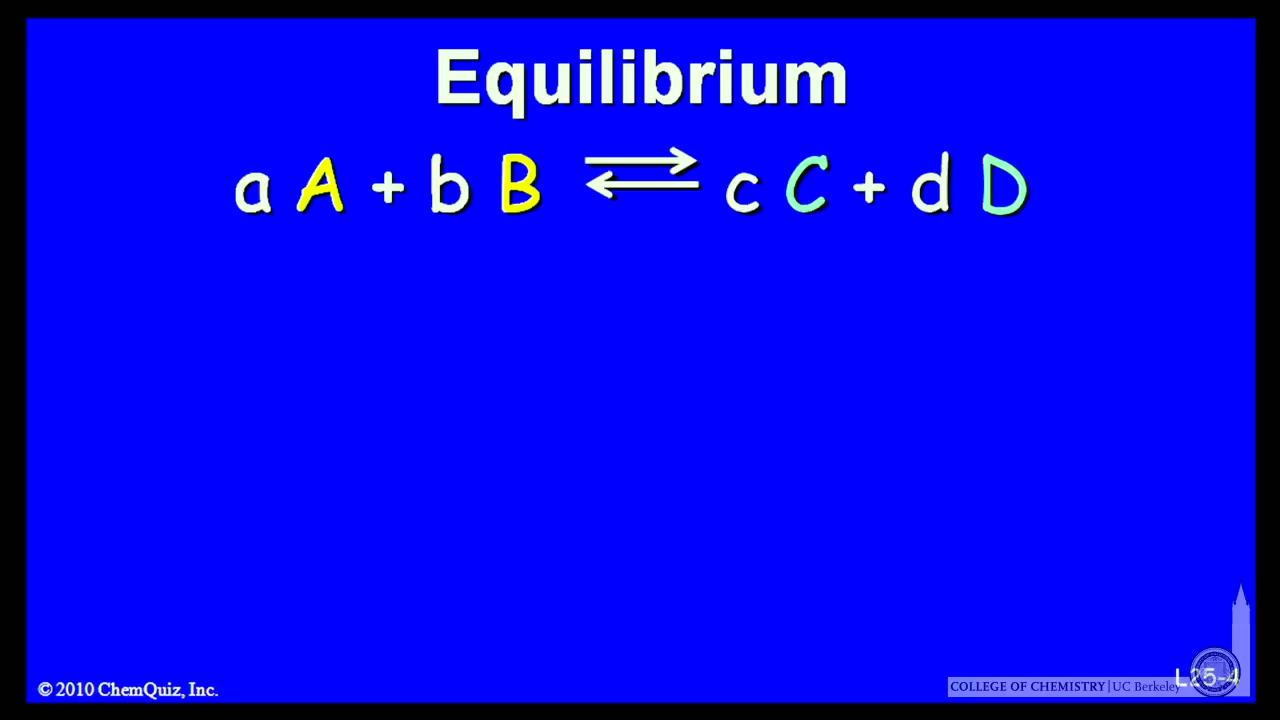 Equilibrium
a A + b B ⇌ c C + d D
© 2010 ChemQuiz, Inc.
COLLEGE OF CHEMISTRY | UC Berkeley
L25-4